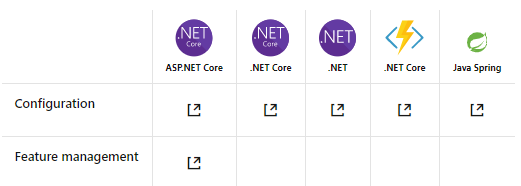 .NET Core
.NET Core
.NET
ASP.NET Core
.NET Core
.NET
.NET Core
Java Spring
Configuration
Feature management